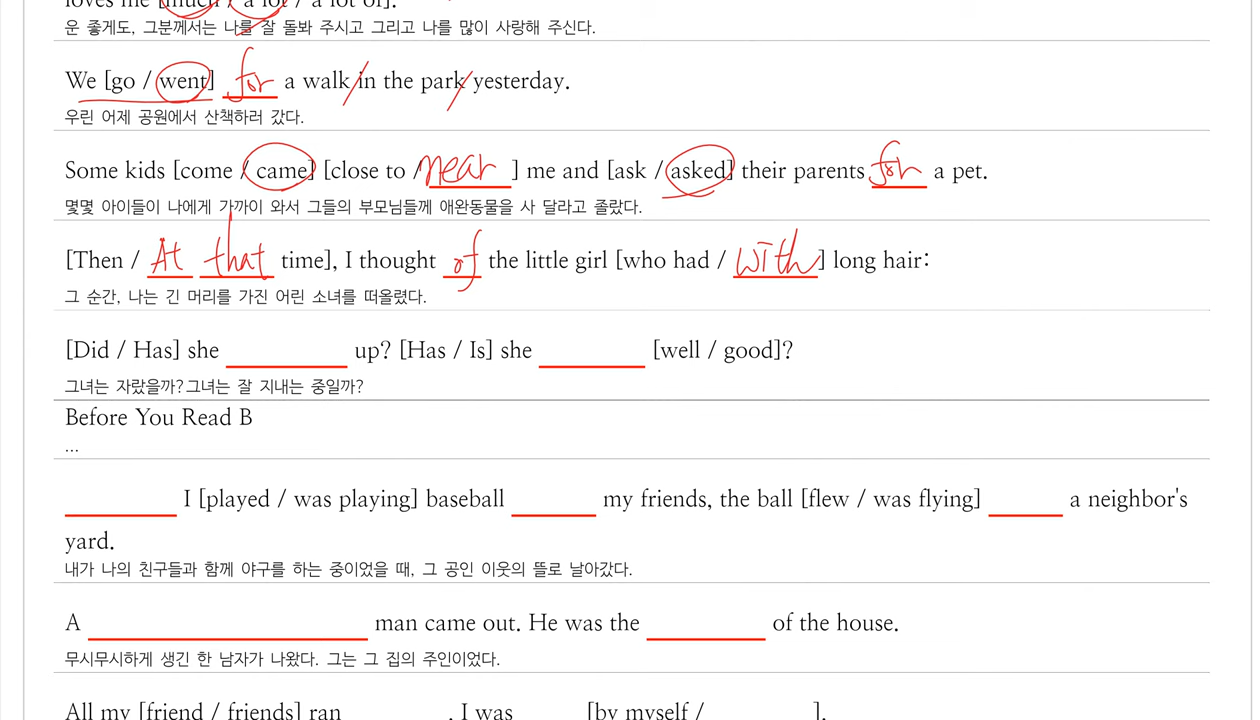 loves me [much / a lot / a lot of].
운 좋게도, 그분께서는 나를 잘 돌봐 주시고 그리고 나를 많이 사랑해 주신다.
We [go / went] for a walk / in the park / yesterday.
우린 어제 공원에서 산책하러 갔다.
Some kids [come / came] [close to / near ] me and [ask / asked] their parents for a pet.
몇몇 아이들이 나에게 가까이 와서 그들의 부모님들께 애완동물을 사 달라고 졸랐다.
[Then / At that time], I thought of the little girl [who had / with] long hair:
그 순간, 나는 긴 머리를 가진 어린 소녀를 떠올렸다.
[Did / Has] she ________ up? [Has / Is] she ________ [well / good]?
그녀는 자랐을까? 그녀는 잘 지내는 중일까?
Before You Read B
...
________ I [played / was playing] baseball ________ my friends, the ball [flew / was flying] ________ a neighbor's
yard.
내가 나의 친구들과 함께 야구를 하는 중이었을 때, 그 공인 이웃의 뜰로 날아갔다.
A ________ man came out. He was the ________ of the house.
무시무시하게 생긴 한 남자가 나왔다. 그는 그 집의 주인이었다.
All my [friend / friends] ran ________. I was ________ [by myself / ________ ].